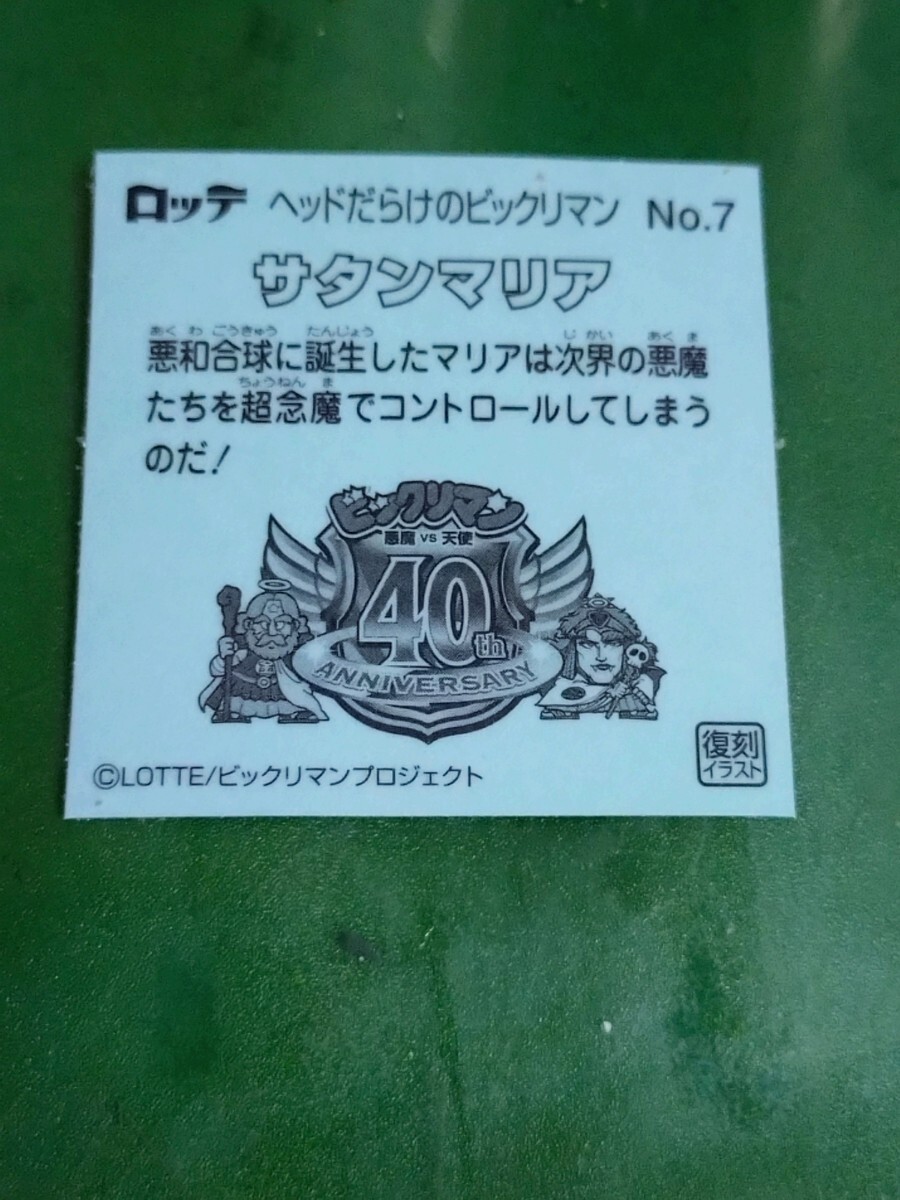 ロッテ ヘッドだらけのビックリマン No.7
サタンマリア
あく わ ごうきゅう たんじょう じ かい あく ま
悪和合球に誕生したマリアは次界の悪魔
ちょうねん ま
たちを超念魔でコントロールしてしまう
のだ!
ビックリマン
悪魔 VS 天使
40th
ANNIVERSARY
©LOTTE/ビックリマンプロジェクト
復刻
イラスト